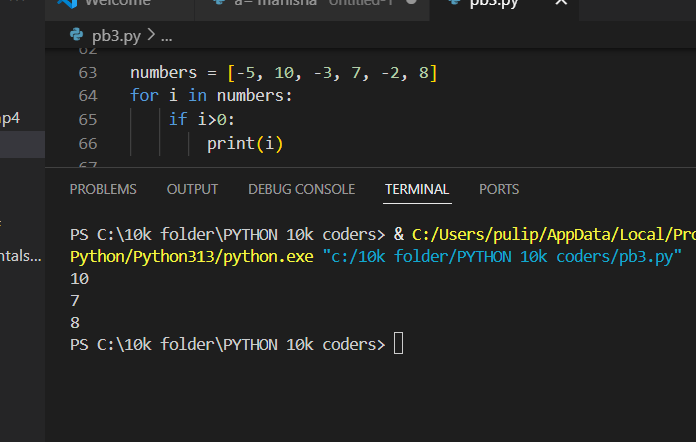 Welcome
pb3.py
pb3.py > ...
62
63 numbers = [-5, 10, -3, 7, -2, 8]
64 for i in numbers:
65 if i>0:
66 print(i)
67
p4
ntals...
PROBLEMS OUTPUT DEBUG CONSOLE TERMINAL PORTS
PS C:\10k folder\PYTHON 10k coders> & C:/Users/pulip/AppData/Local/Pro
Python/Python313/python.exe "c:/10k folder/PYTHON 10k coders/pb3.py"
10
7
8
PS C:\10k folder\PYTHON 10k coders>